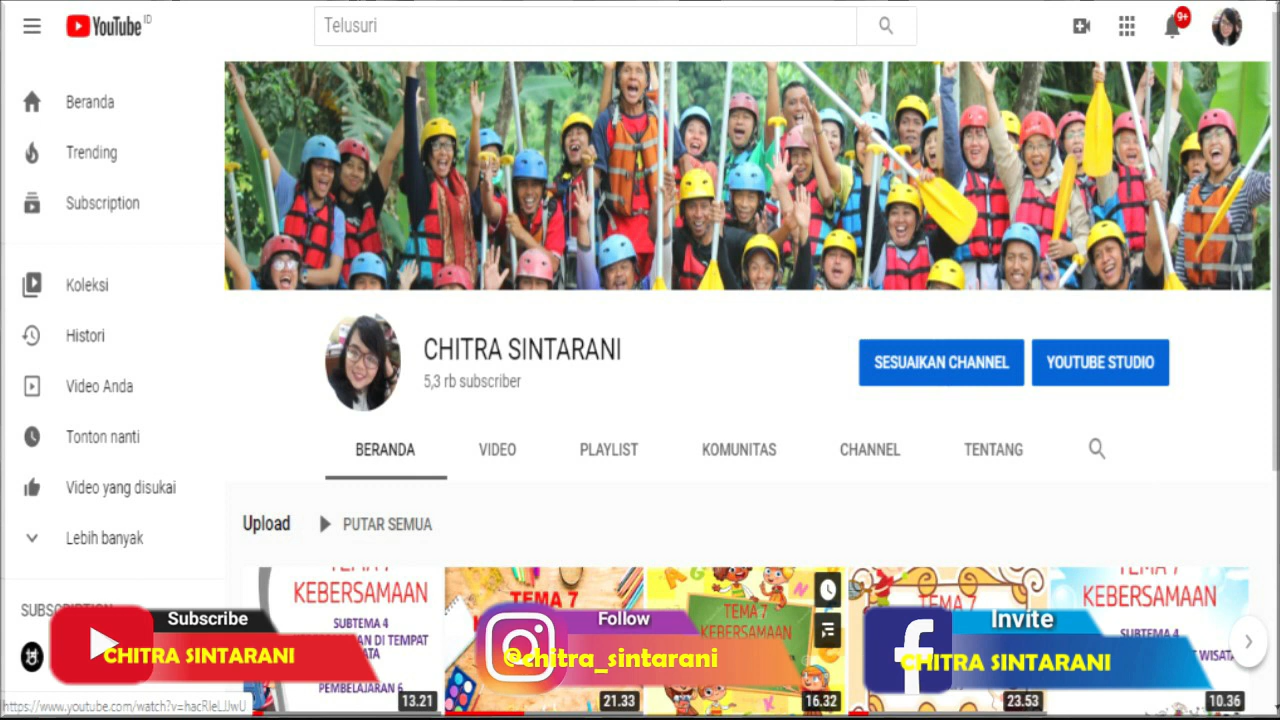 YouTube ID
Telusuri
9+
Beranda
Trending
Subscription
Koleksi
Histori
Video Anda
Tonton nanti
Video yang disukai
Lebih banyak
SUBSCRIPTION
CHITRA SINTARANI
5,3 rb subscriber
SESUAIKAN CHANNEL
YOUTUBE STUDIO
BERANDA
VIDEO
PLAYLIST
KOMUNITAS
CHANNEL
TENTANG
Upload
PUTAR SEMUA
TEMA 7
KEBERSAMAAN
SUBTEMA 4
DI TEMPAT
PEMBELAJARAN 6
13.21
TEMA 7
21.33
TEMA 7
KEBERSAMAAN
16.32
TEMA 7
23.53
TEMA 7
KEBERSAMAAN
SUBTEMA 4
10.36
Subscribe
CHITRA SINTARANI
Follow
@chitra_sintarani
Invite
CHITRA SINTARANI
https://www.youtube.com/watch?v=hacRIeLJJwU